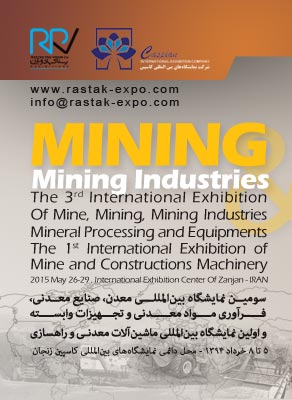 RRV
Caspian
INTERNATIONAL EXHIBITION COMPANY
شرکت نمایشگاه‌های بین المللی کاسپین
www.rastak-expo.com
info@rastak-expo.com
MINING &
Mining Industries
The 3rd International Exhibition
Of Mine, Mining, Mining Industries
Mineral Processing and Equipments
The 1st International Exhibition of
Mine and Constructions Machinery
2015 May 26-29 . International Exhibition Center Of Zanjan - IRAN
سومین نمایشگاه بین‌المللی معدن، صنایع معدنی،
فـرآوری مـواد معـدنـی و تجهیزات وابسته
و اولین نمایشگاه بین‌المللی ماشین‌آلات معدنی و راهسازی
۵ تا ۸ خرداد ۱۳۹۴ - محل دائمی نمایشگاه‌های بین‌المللی کاسپین زنجان